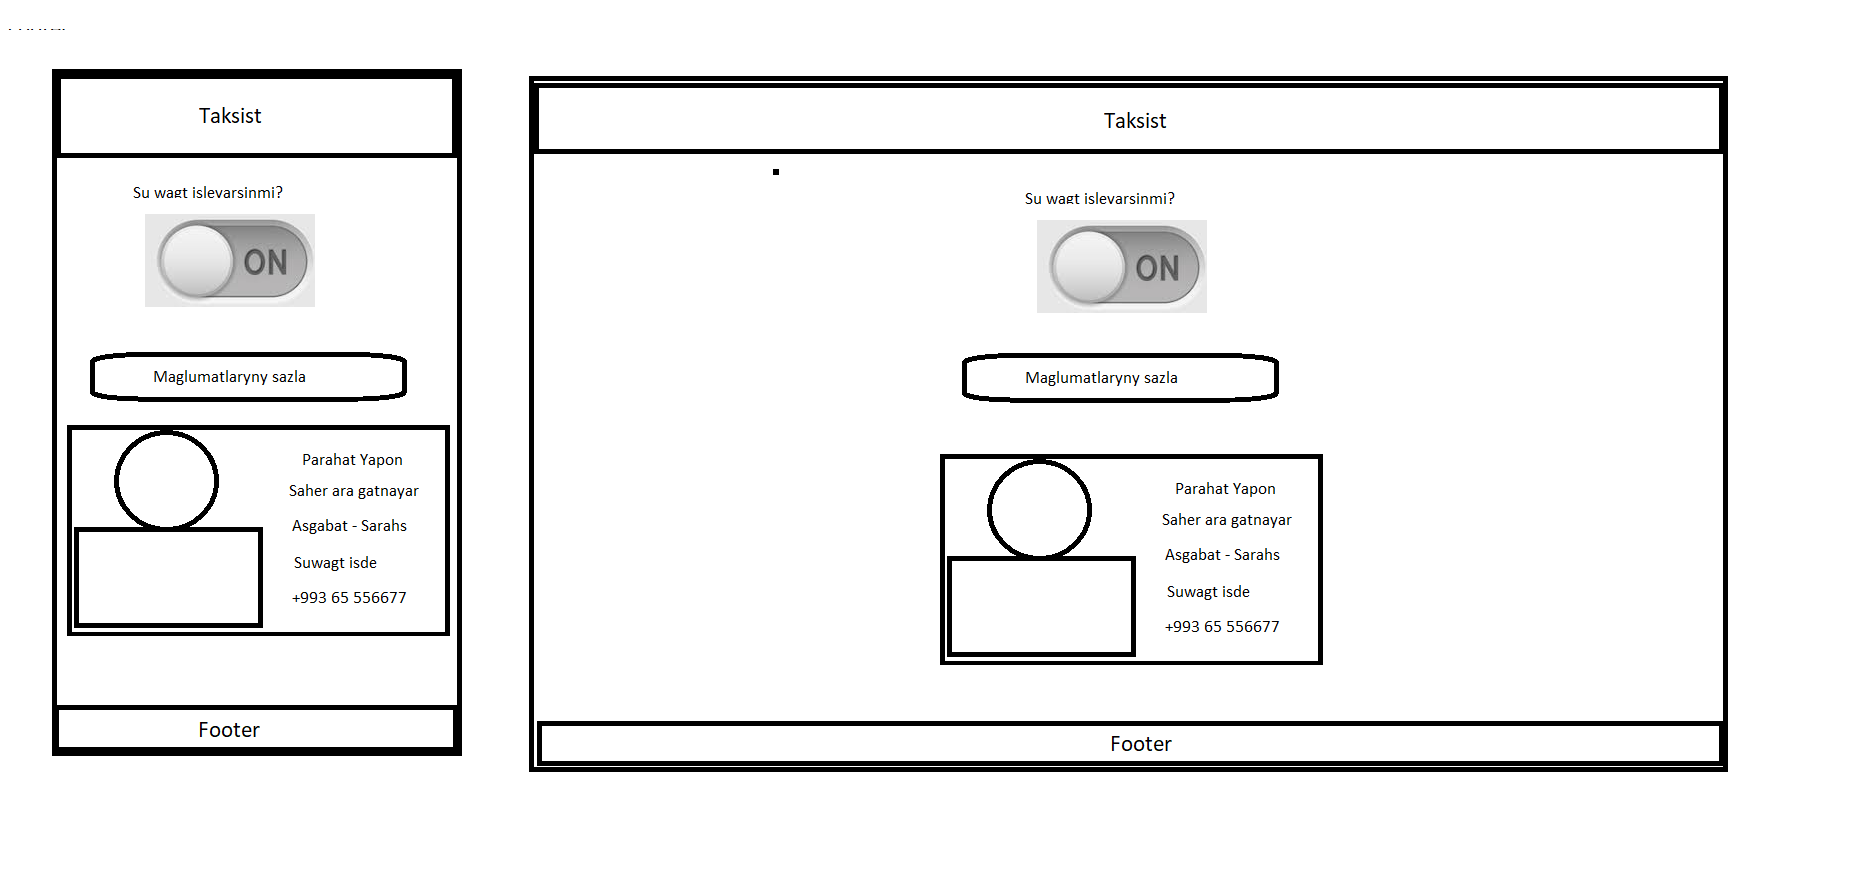 Taksist
Su wagt islevarsinmi?
ON
Maglumatlaryny sazla
Parahat Yapon
Saher ara gatnayar
Asgabat - Sarahs
Suwagt isde
+993 65 556677
Footer
Taksist
Su wagt islevarsinmi?
ON
Maglumatlaryny sazla
Parahat Yapon
Saher ara gatnayar
Asgabat - Sarahs
Suwagt isde
+993 65 556677
Footer